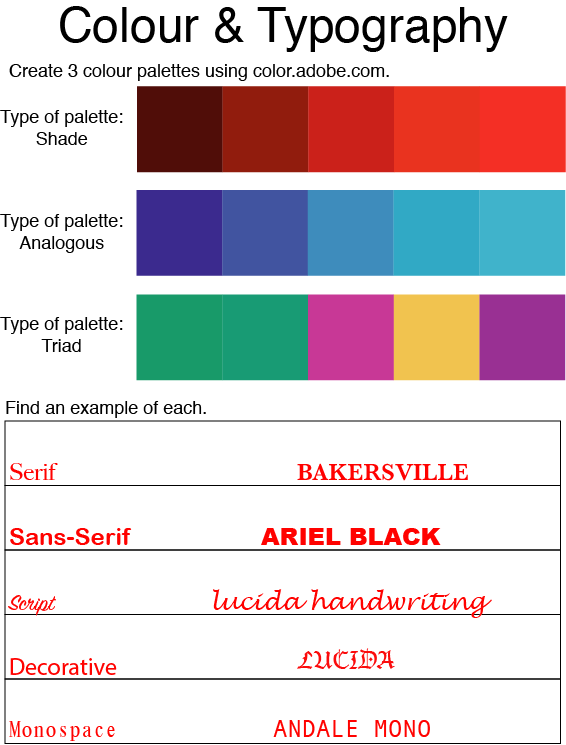 Colour & Typography
Create 3 colour palettes using color.adobe.com.
Type of palette:
Shade
Type of palette:
Analogous
Type of palette:
Triad
Find an example of each.
Serif BAKERSVILLE
Sans-Serif ARIEL BLACK
Script lucida handwriting
Decorative LUCIDA
Monospace ANDALE MONO